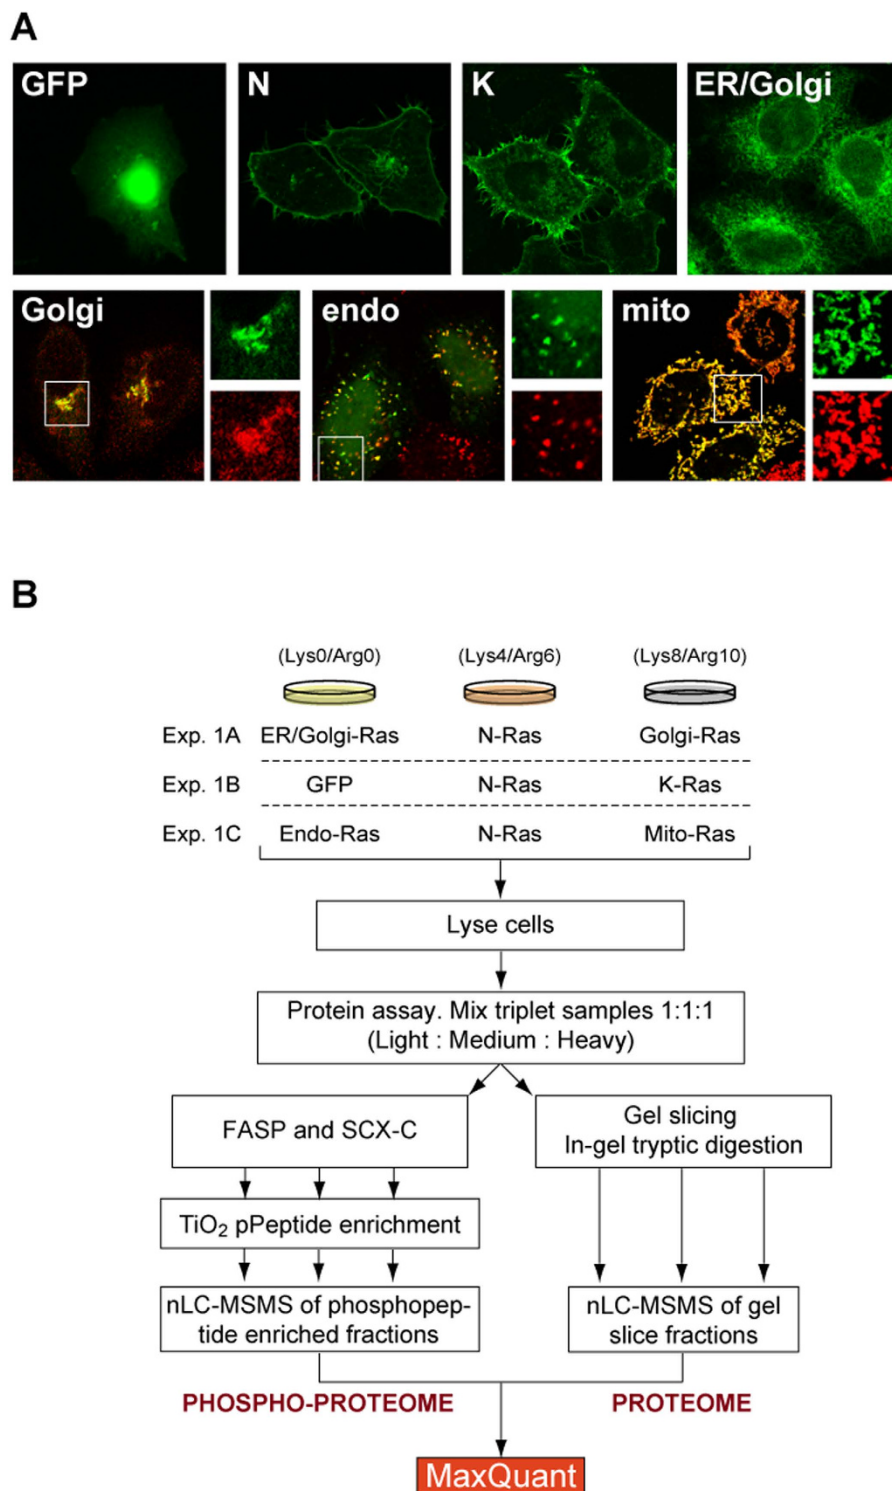 A
GFP
N
K
ER/Golgi
Golgi
endo
mito
B
(Lys0/Arg0) (Lys4/Arg6) (Lys8/Arg10)
Exp. 1A ER/Golgi-Ras N-Ras Golgi-Ras
Exp. 1B GFP N-Ras K-Ras
Exp. 1C Endo-Ras N-Ras Mito-Ras
Lyse cells
Protein assay. Mix triplet samples 1:1:1
(Light : Medium : Heavy)
FASP and SCX-C
Gel slicing
In-gel tryptic digestion
TiO₂ pPeptide enrichment
nLC-MSMS of phosphopep-
tide enriched fractions
nLC-MSMS of gel
slice fractions
PHOSPHO-PROTEOME
PROTEOME
MaxQuant